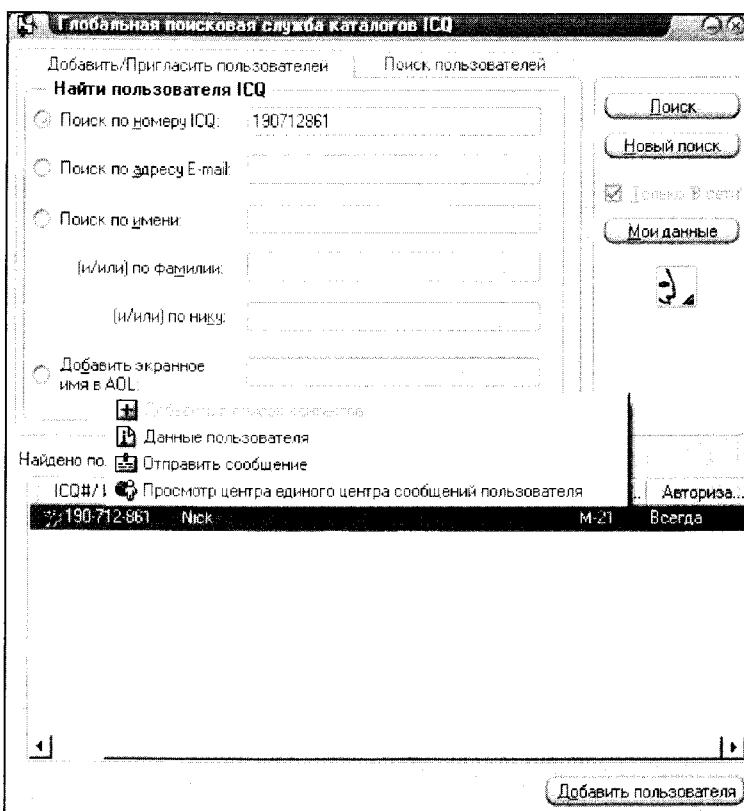 Глобальная поисковая служба каталогов ICQ
Добавить/Пригласить пользователей
Поиск пользователей
Найти пользователя ICQ
Поиск по номеру ICQ: 190712861
Поиск по адресу E-mail:
Поиск по имени:
(и/или) по фамилии:
(и/или) по нику:
Добавить экранное
имя в AOL:
Поиск
Новый поиск
Только В сети
Мои данные
Данные пользователя
Отправить сообщение
Просмотр центра единого центра сообщений пользователя
Найдено по
ICQ#/
.. Авториза...
190-712-861 Nick M-21 Всегда
Добавить пользователя